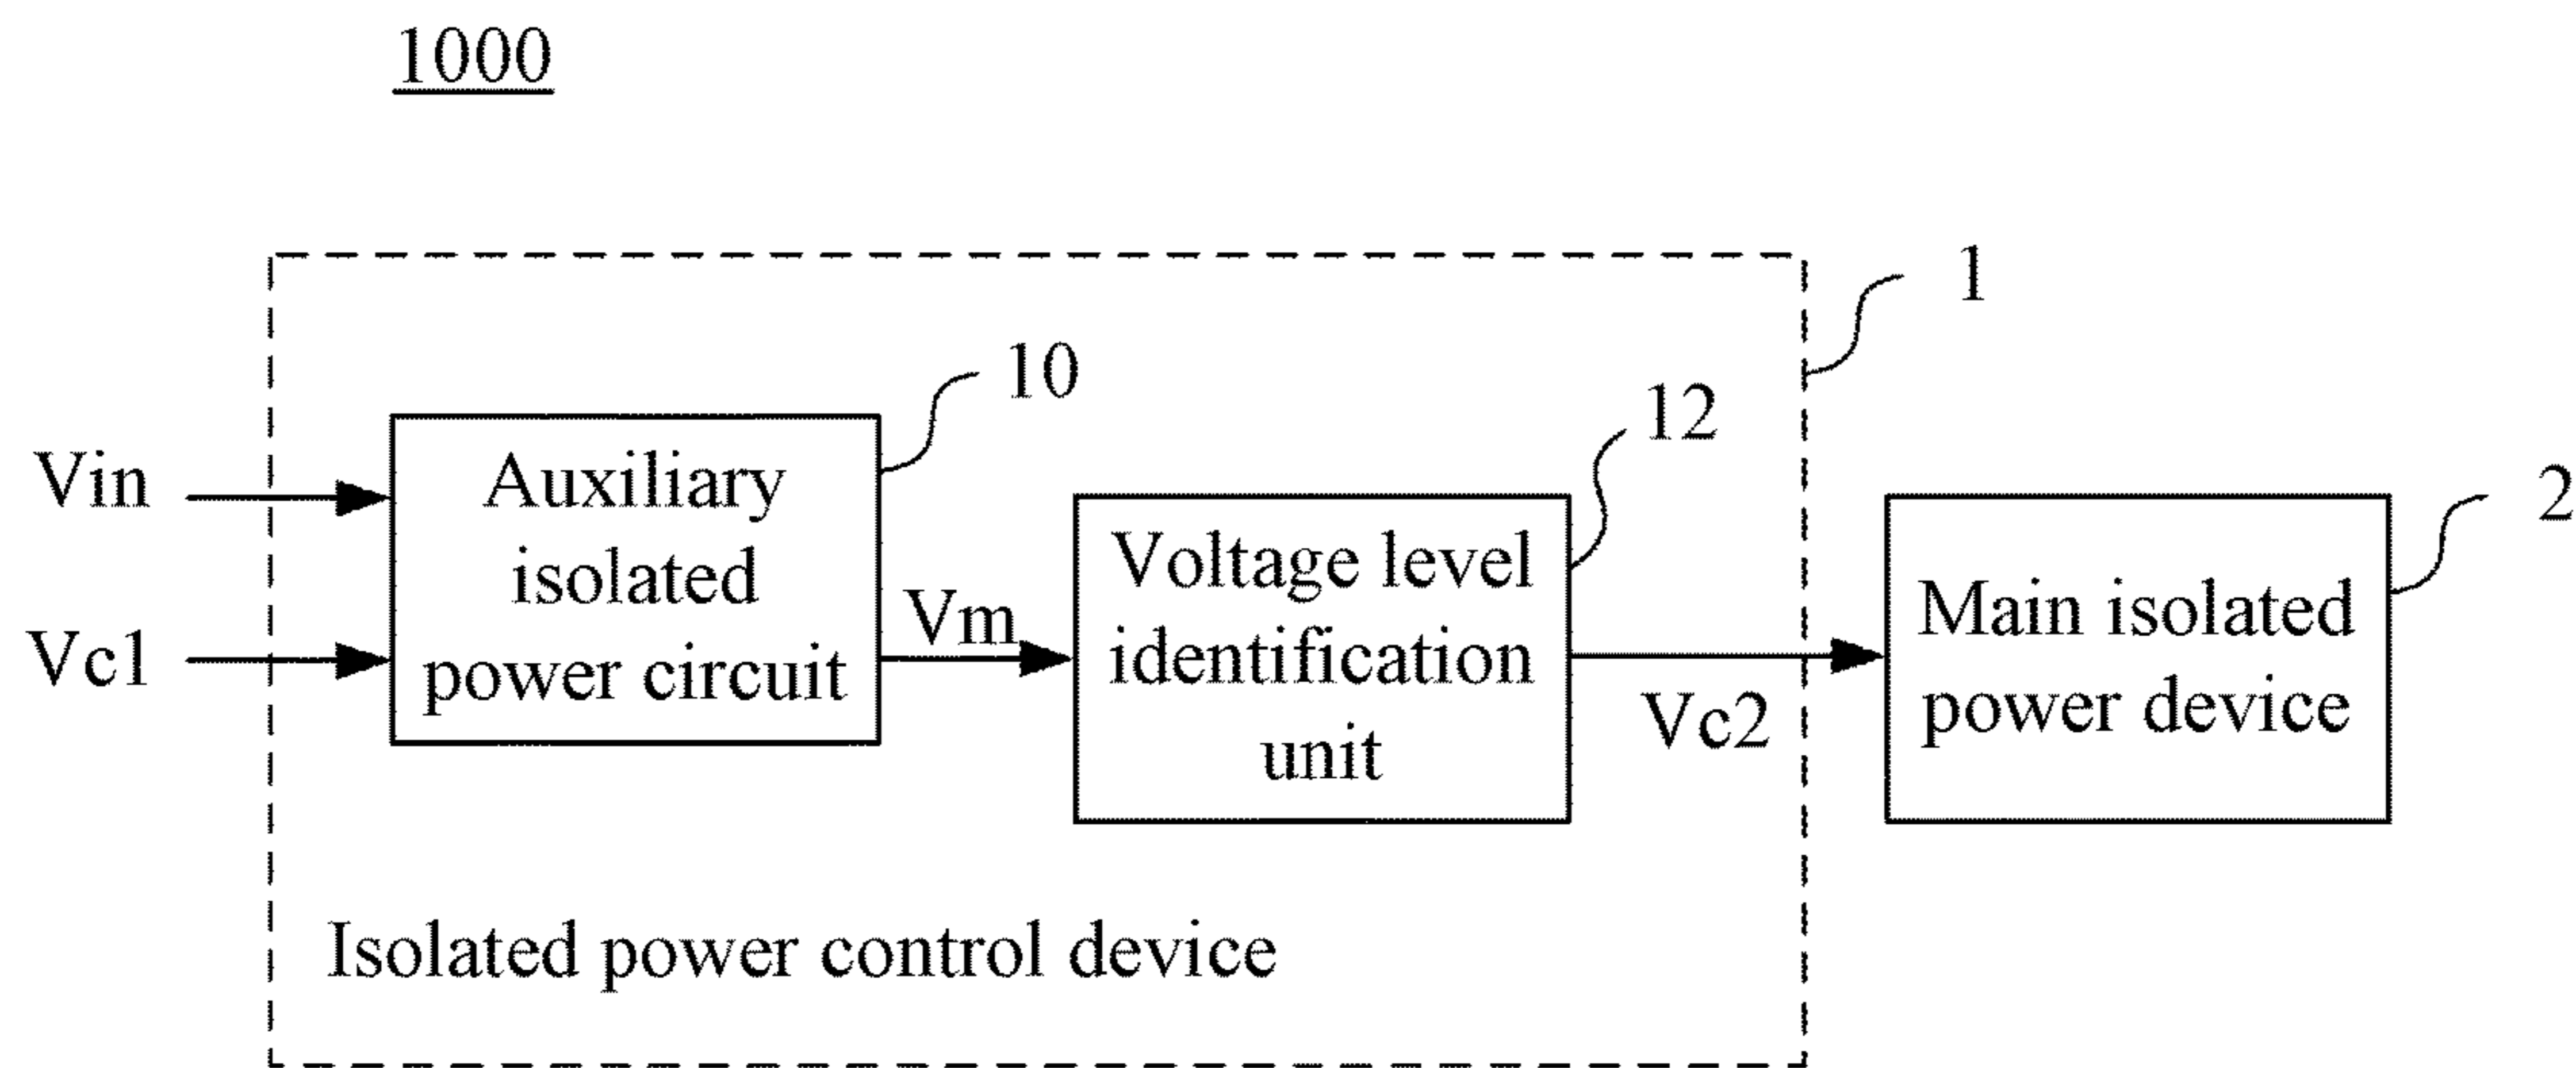 1000
1
10
12
2
Vin
Vc1
Auxiliary
isolated
power circuit
Vm
Voltage level
identification
unit
Vc2
Main isolated
power device
Isolated power control device